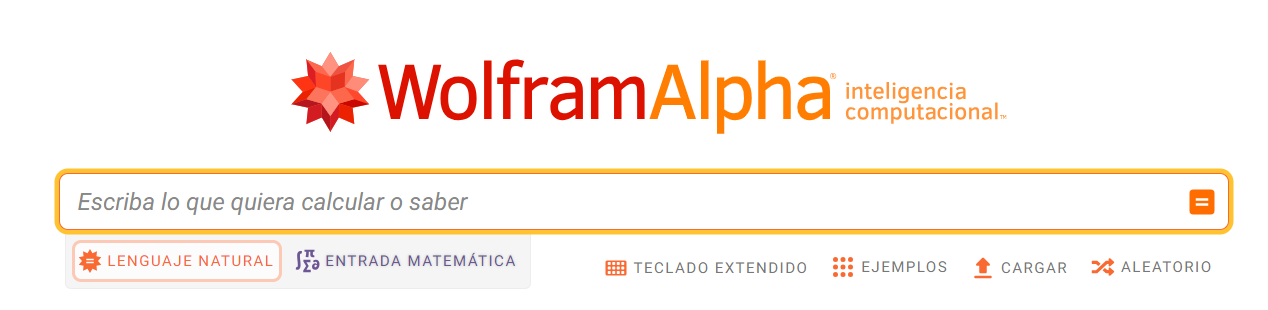 WolframAlpha® inteligencia
computacional™
Escriba lo que quiera calcular o saber
LENGUAJE NATURAL ENTRADA MATEMÁTICA TECLADO EXTENDIDO EJEMPLOS CARGAR ALEATORIO